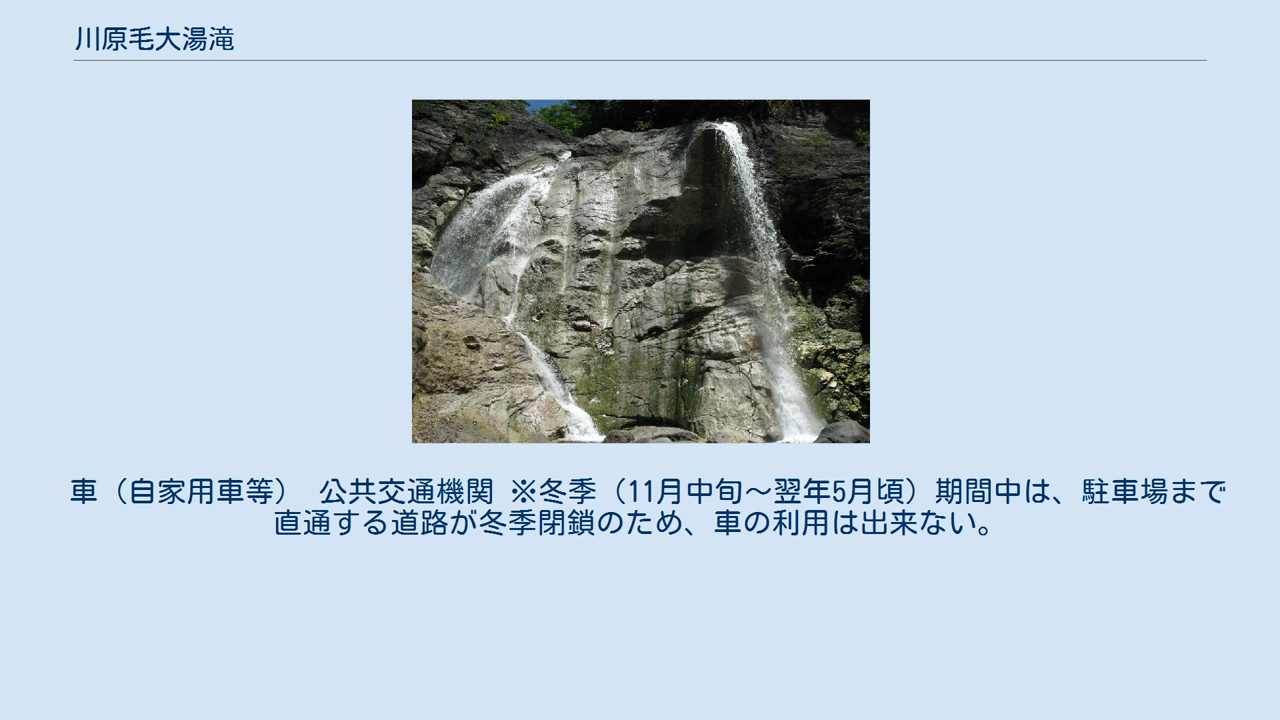 川原毛大湯滝
車（自家用車等）　公共交通機関 ※冬季（11月中旬～翌年5月頃）期間中は、駐車場まで
直通する道路が冬季閉鎖のため、車の利用は出来ない。